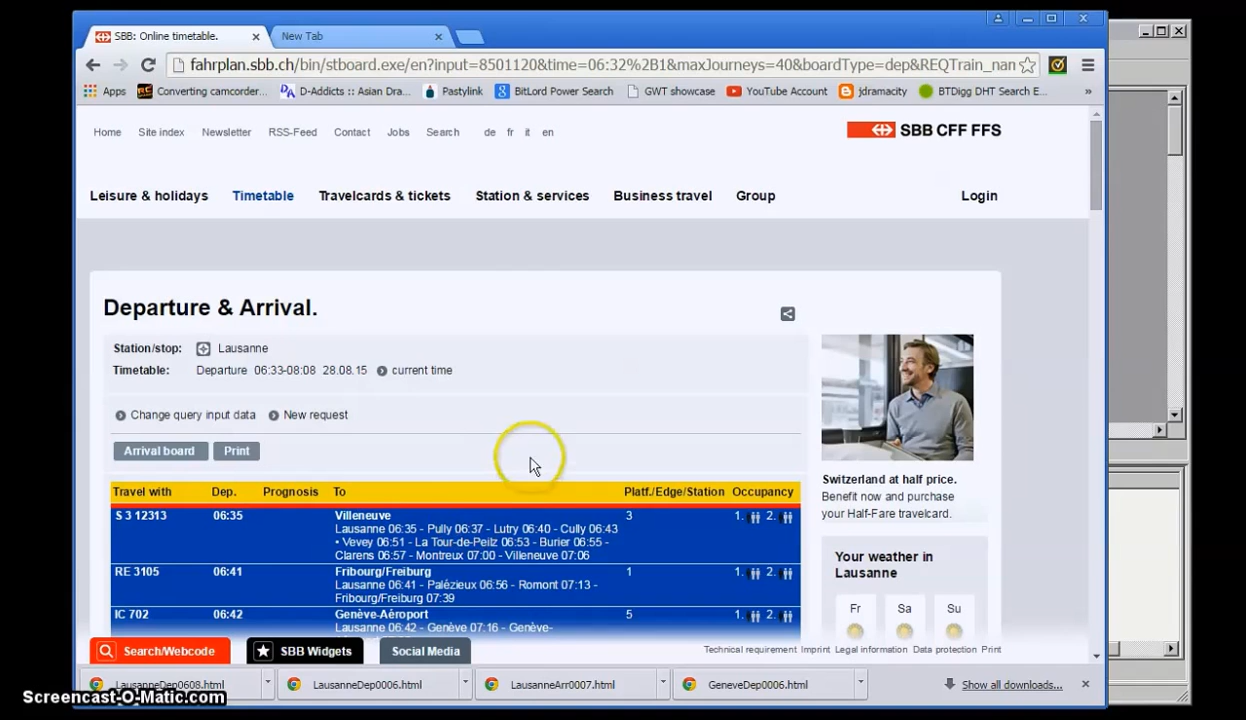 SBB: Online timetable.
New Tab
fahrplan.sbb.ch/bin/stboard.exe/en?input=8501120&time=06:32%2B1&maxJourneys=40&boardType=dep&REQTrain_nan
Apps Converting camcorder... D-Addicts :: Asian Dra... Pastylink BitLord Power Search GWT showcase YouTube Account jdramacity BTDigg DHT Search E... »
Home Site index Newsletter RSS-Feed Contact Jobs Search de fr it en
SBB CFF FFS
Leisure & holidays Timetable Travelcards & tickets Station & services Business travel Group Login
Departure & Arrival.
Station/stop: Lausanne
Timetable: Departure 06:33-08:08 28.08.15 current time
Change query input data New request
Arrival board Print
Travel with Dep. Prognosis To Platf./Edge/Station Occupancy
S 3 12313 06:35 Villeneuve 3 1. 2.
Lausanne 06:35 - Pully 06:37 - Lutry 06:40 - Cully 06:43
• Vevey 06:51 - La Tour-de-Peilz 06:53 - Burier 06:55 -
Clarens 06:57 - Montreux 07:00 - Villeneuve 07:06
RE 3105 06:41 Fribourg/Freiburg 1 1. 2.
Lausanne 06:41 - Palézieux 06:56 - Romont 07:13 -
Fribourg/Freiburg 07:39
IC 702 06:42 Genève-Aéroport 5 1. 2.
Lausanne 06:42 - Genève 07:16 - Genève-
Switzerland at half price.
Benefit now and purchase
your Half-Fare travelcard.
Your weather in
Lausanne
Fr Sa Su
Search/Webcode SBB Widgets Social Media
Technical requirement Imprint Legal information Data protection Print
LausanneDep0608.html LausanneDep0006.html LausanneArr0007.html GeneveDep0006.html Show all downloads...
Screencast-O-Matic.com